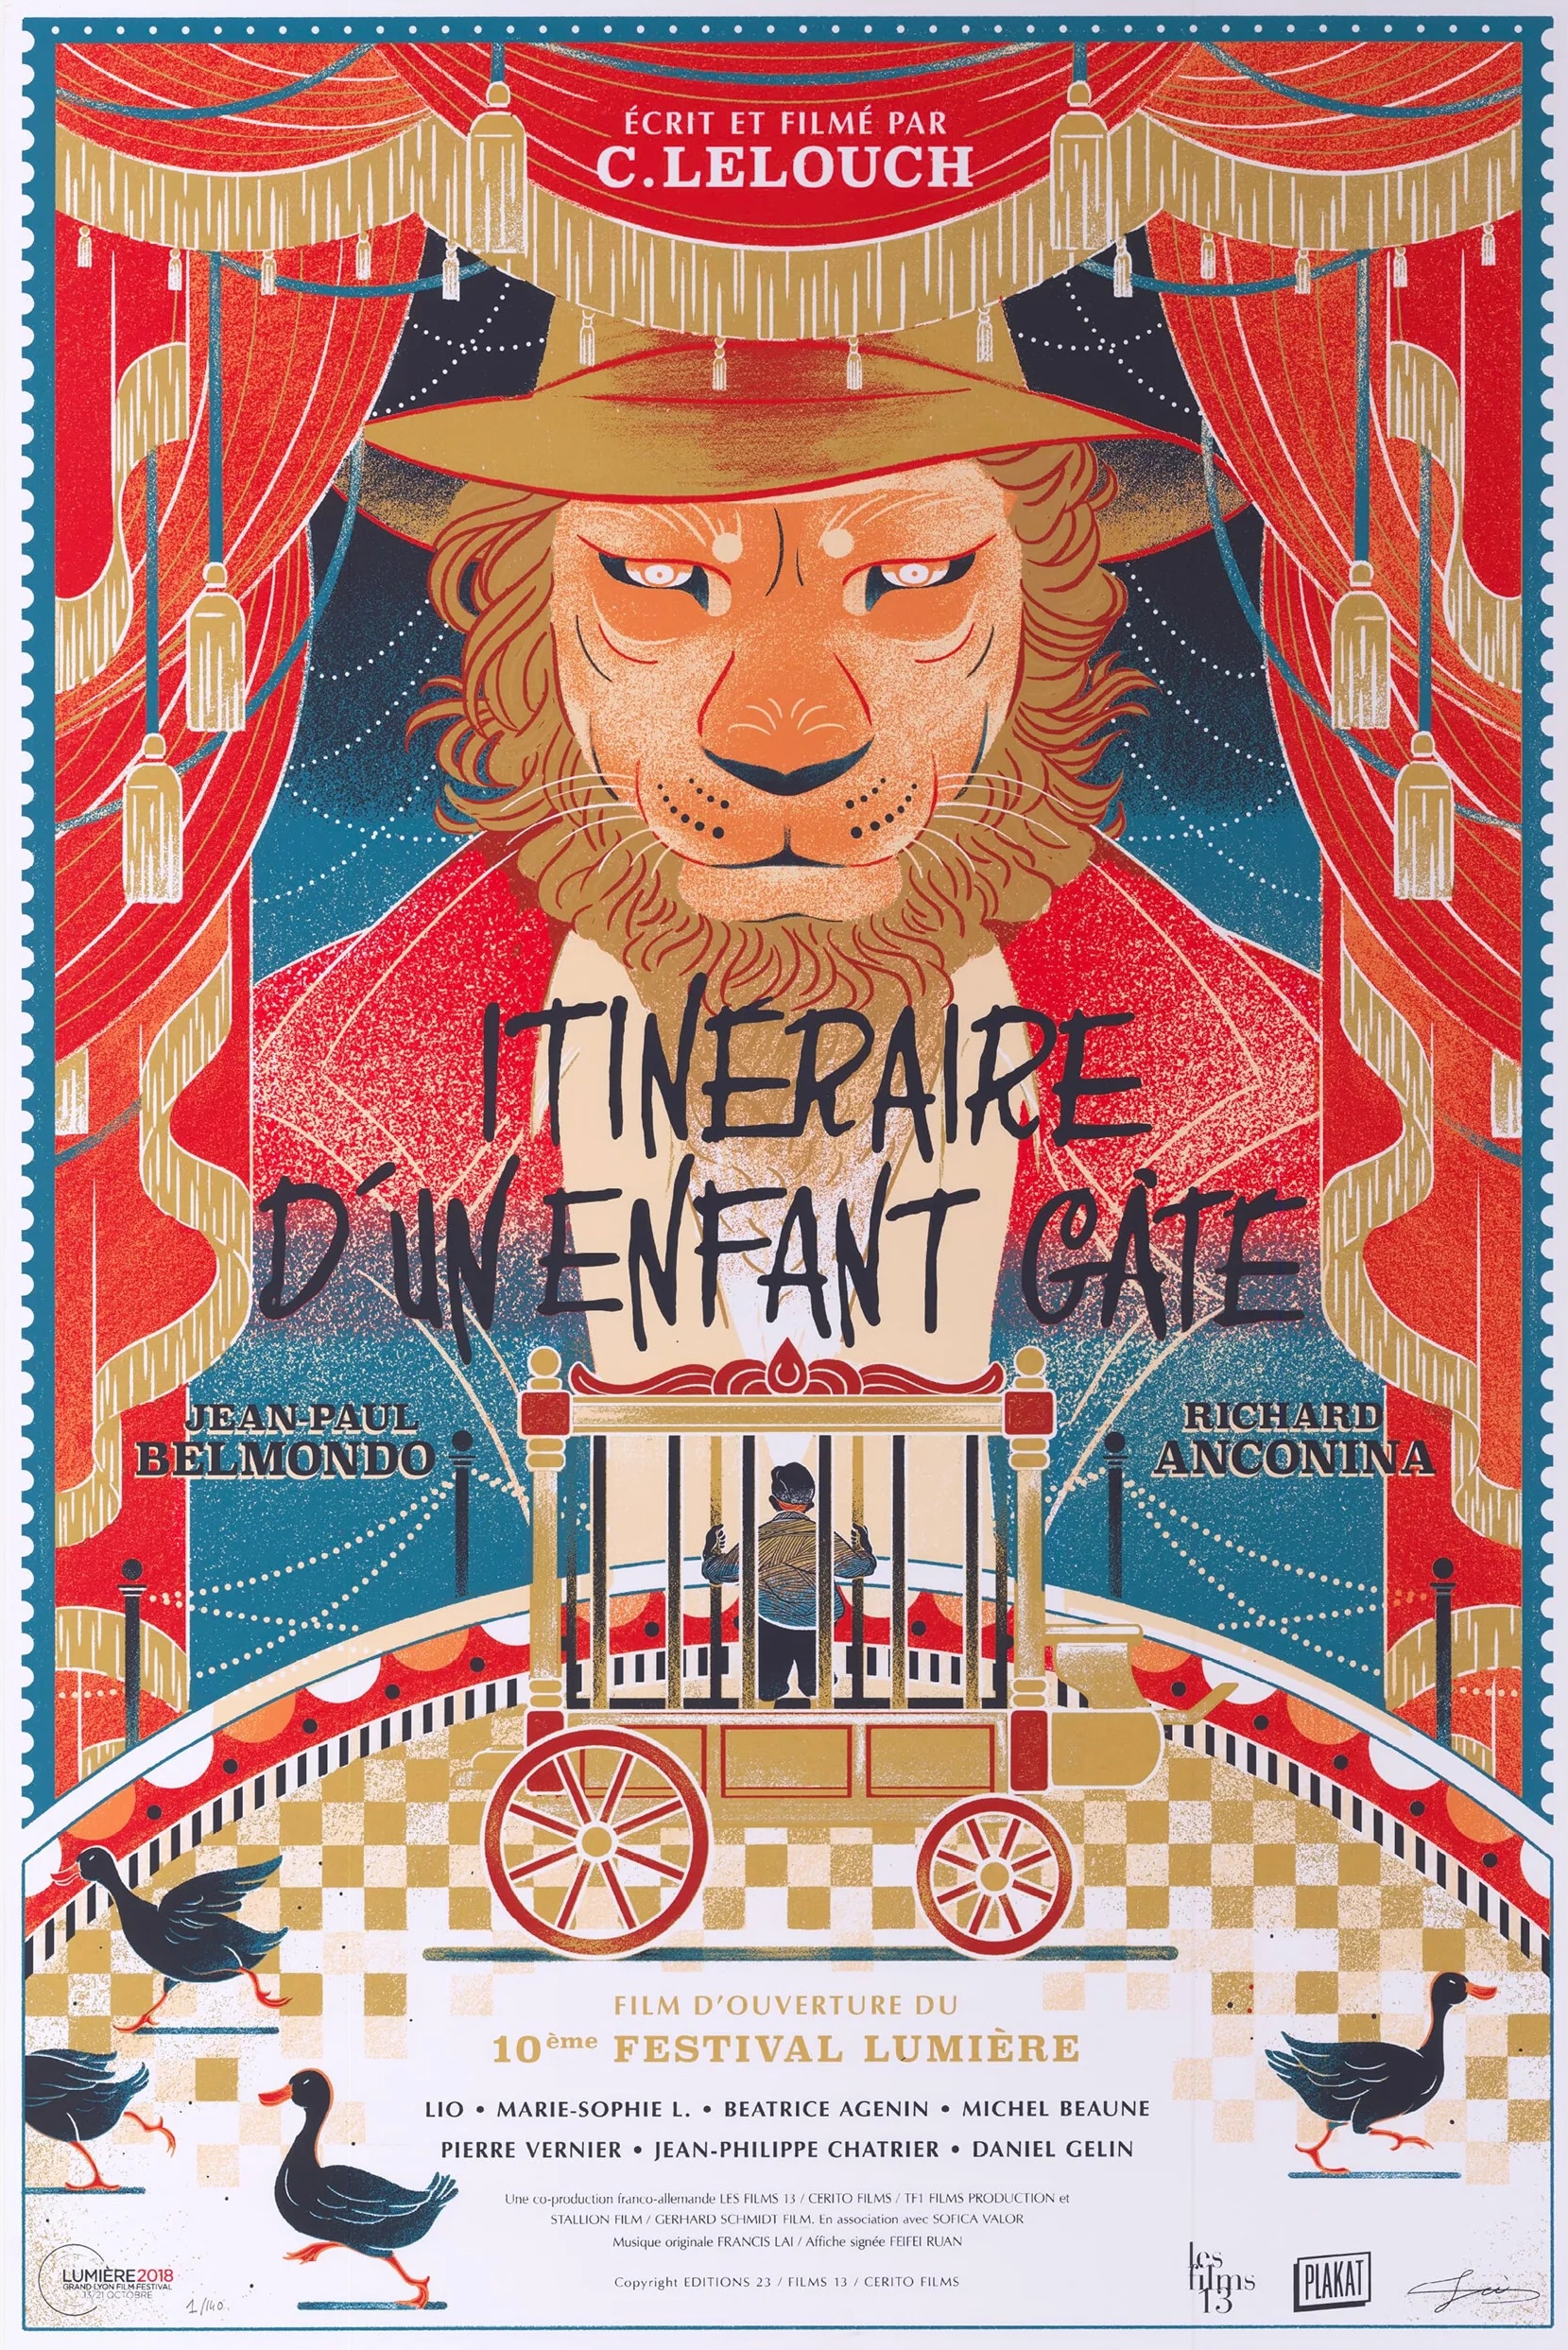 ÉCRIT ET FILMÉ PAR
C. LELOUCH
ITINÉRAIRE
D'UN ENFANT GÂTÉ
JEAN-PAUL
BELMONDO
RICHARD
ANCONINA
FILM D'OUVERTURE DU
10ème FESTIVAL LUMIÈRE
LIO • MARIE-SOPHIE L. • BEATRICE AGENIN • MICHEL BEAUNE
PIERRE VERNIER • JEAN-PHILIPPE CHATRIER • DANIEL GELIN
Une co-production franco-allemande LES FILMS 13 / CERITO FILMS / TF1 FILMS PRODUCTION et
STALLION FILM / GERHARD SCHMIDT FILM. En association avec SOFICA VALOR
Musique originale FRANCIS LAI / Affiche signée FEIFEI RUAN
Copyright EDITIONS 23 / FILMS 13 / CERITO FILMS
LUMIÈRE2018
GRAND LYON FILM FESTIVAL
13/21 OCTOBRE
1/140.
les
films
13
PLAKAT